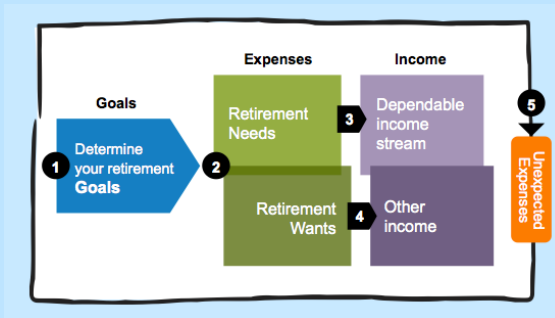 Expenses
Income
Goals
5
Retirement
Needs
3
Dependable
income
stream
1
Determine
your retirement
Goals
2
Unexpected
Expenses
Retirement
Wants
4
Other
income